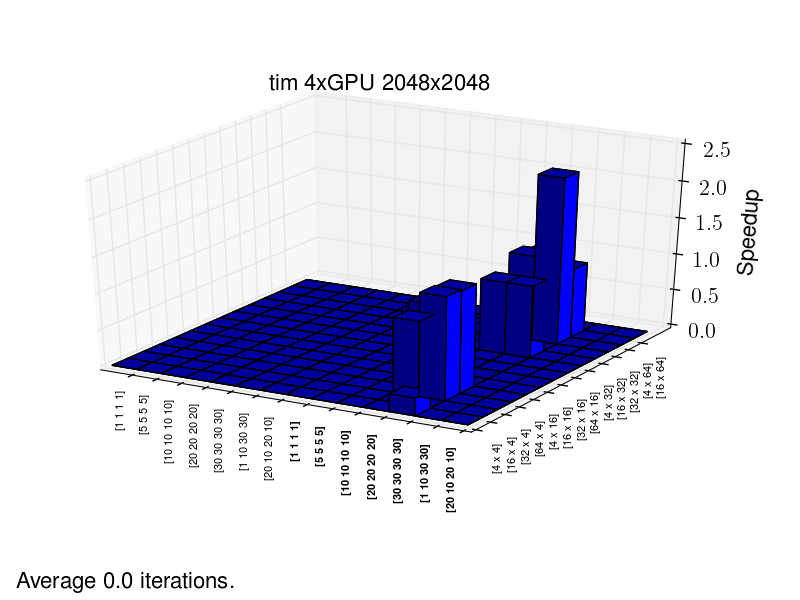 tim 4xGPU 2048x2048
2.5
2.0
1.5
1.0
0.5
0.0
Speedup
[1 1 1 1]
[5 5 5 5]
[10 10 10 10]
[20 20 20 20]
[30 30 30 30]
[1 10 30 30]
[20 10 20 10]
[1 1 1 1]
[5 5 5 5]
[10 10 10 10]
[20 20 20 20]
[30 30 30 30]
[1 10 30 30]
[20 10 20 10]
[4 x 4]
[16 x 4]
[32 x 4]
[64 x 4]
[4 x 16]
[16 x 16]
[32 x 16]
[64 x 16]
[4 x 32]
[16 x 32]
[32 x 32]
[4 x 64]
[16 x 64]
Average 0.0 iterations.